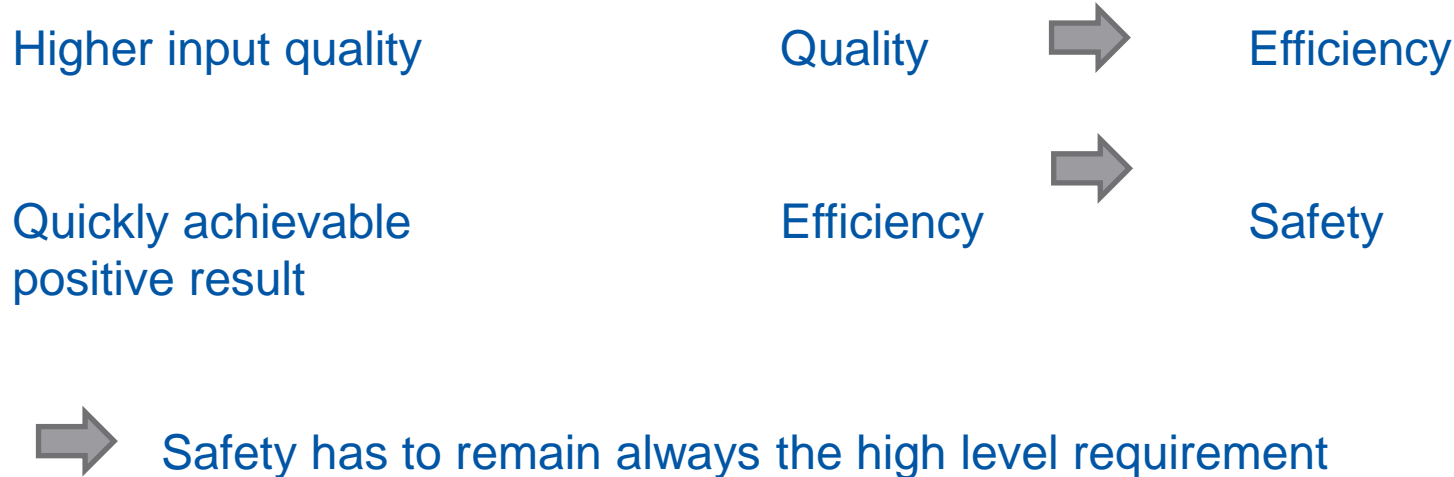 Higher input quality Quality Efficiency
Quickly achievable Efficiency Safety
positive result
Safety has to remain always the high level requirement